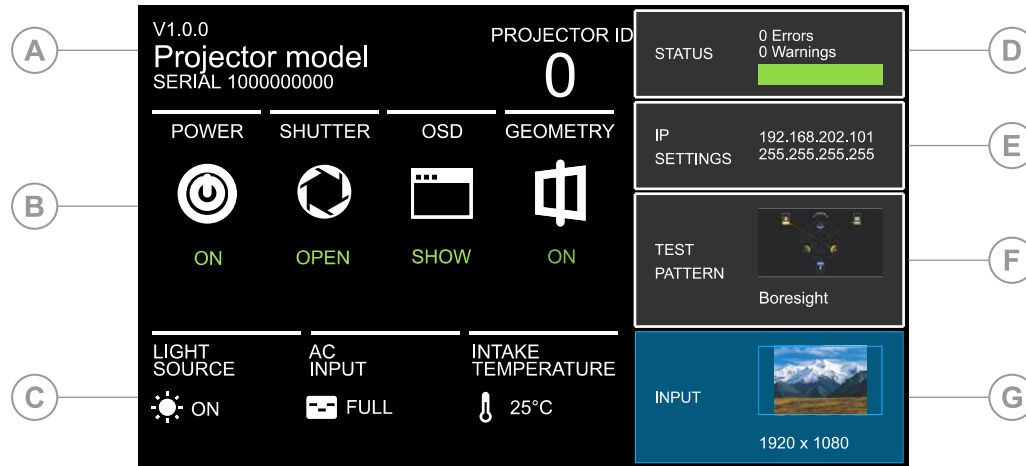 A
V1.0.0
Projector model
SERIAL 1000000000
PROJECTOR ID
0
B
POWER
ON
SHUTTER
OPEN
OSD
SHOW
GEOMETRY
ON
C
LIGHT
SOURCE
ON
AC
INPUT
FULL
INTAKE
TEMPERATURE
25°C
STATUS
0 Errors
0 Warnings
D
IP
SETTINGS
192.168.202.101
255.255.255.255
E
TEST
PATTERN
Boresight
F
INPUT
1920 x 1080
G